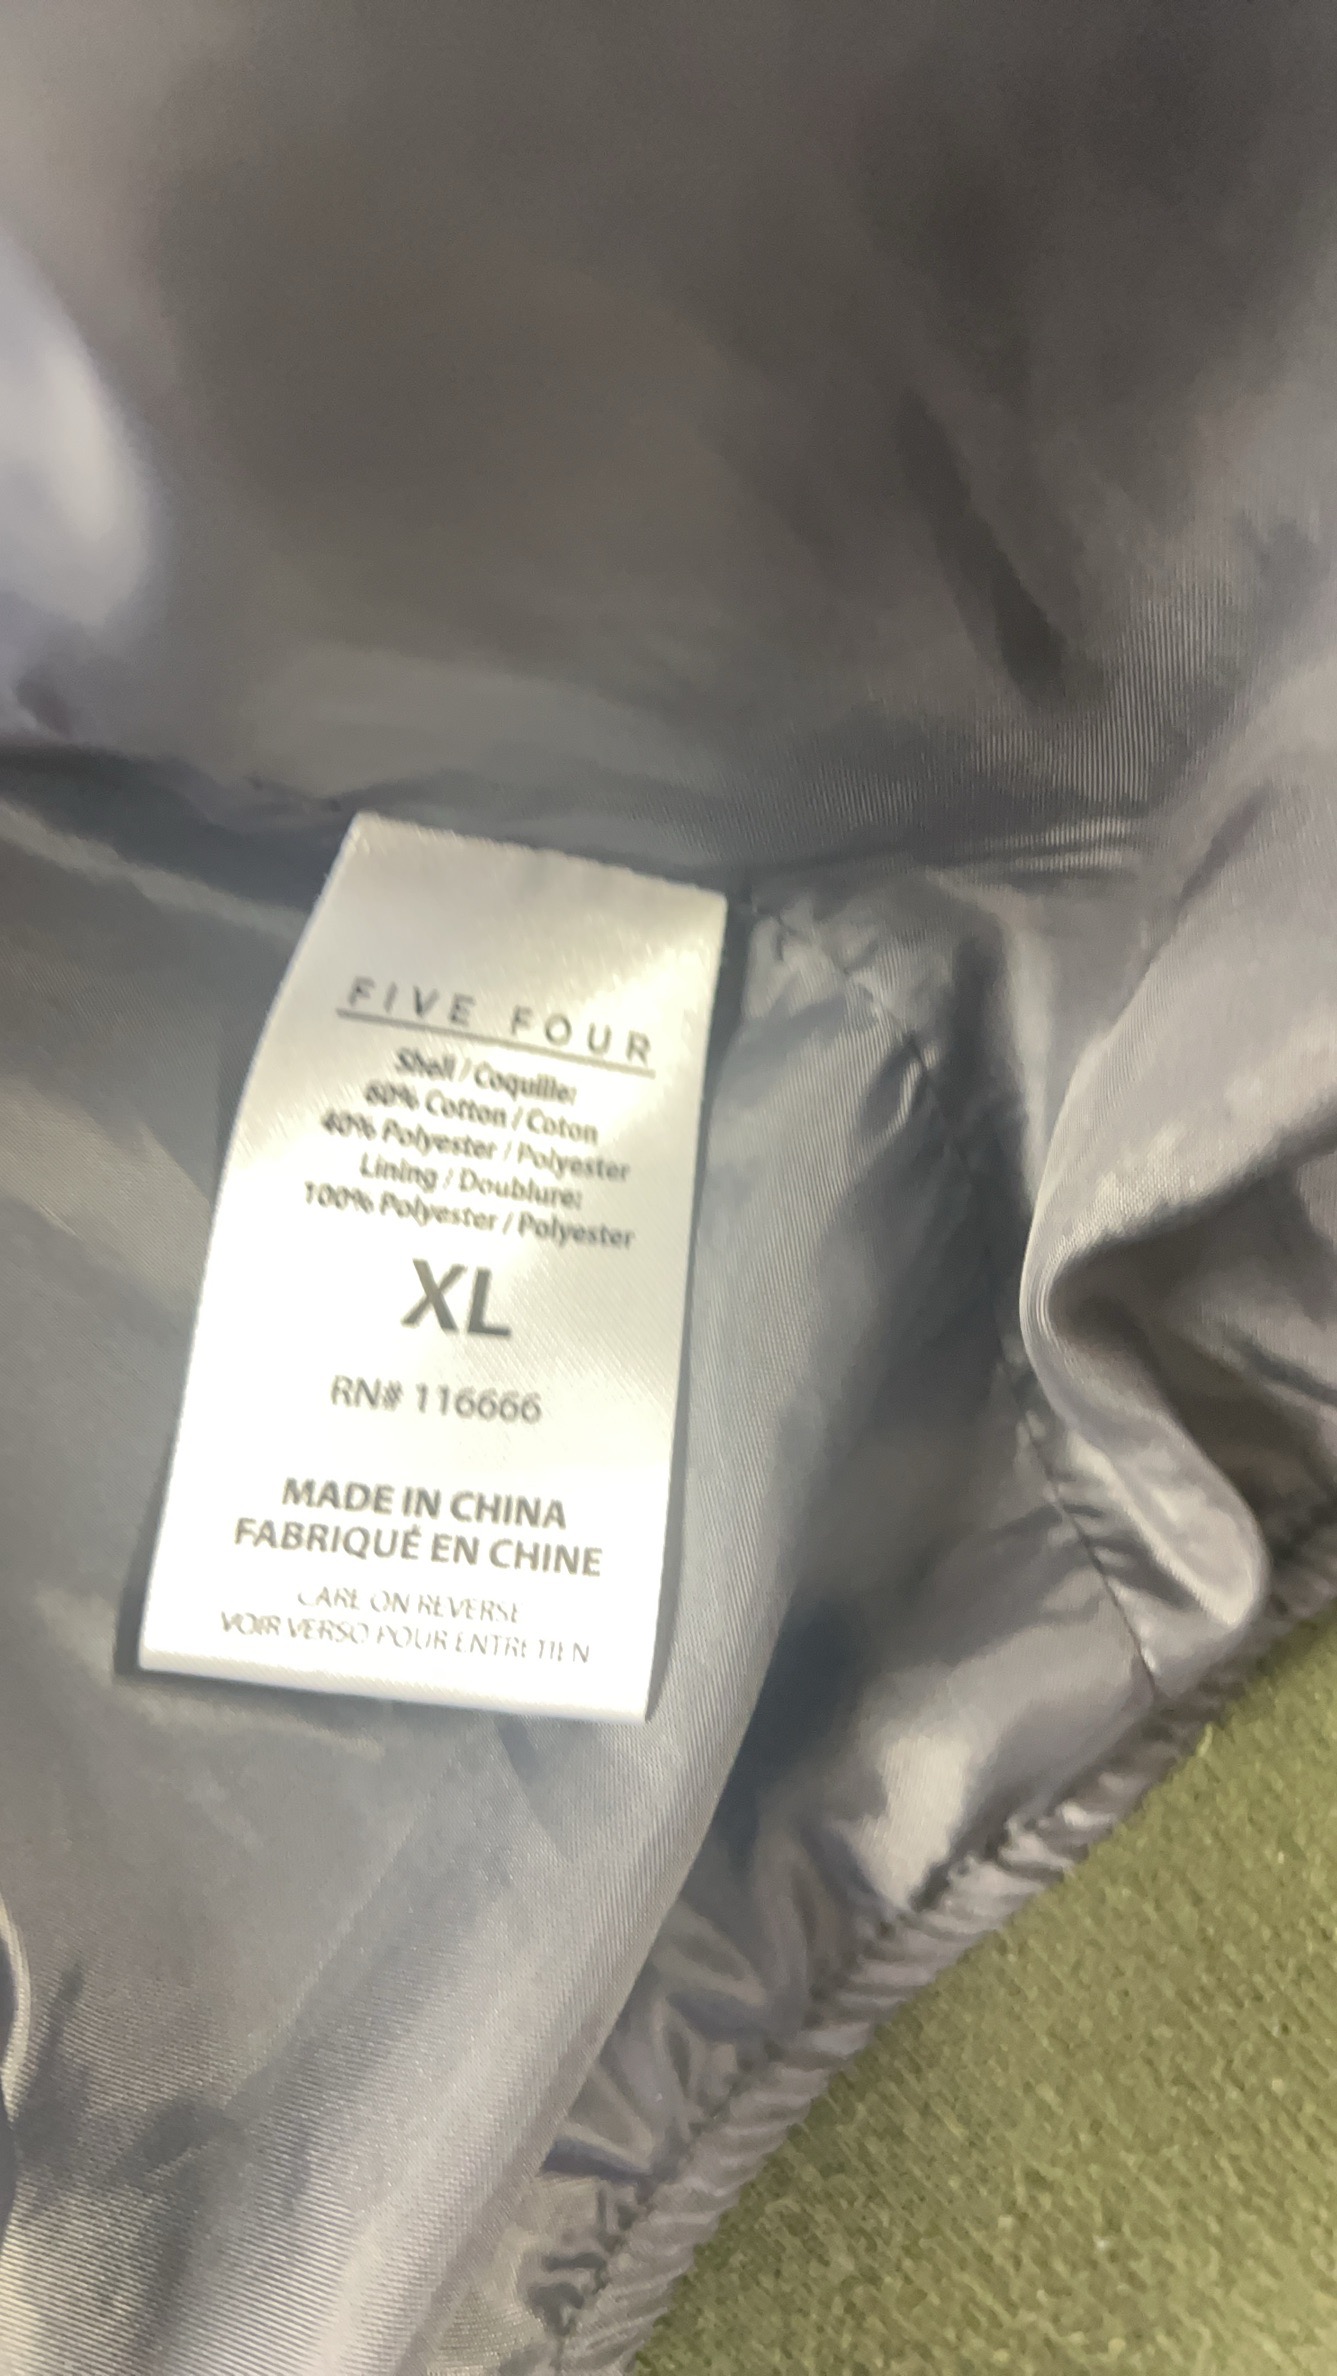 FIVE FOUR
Shell / Coquille:
60% Cotton / Coton
40% Polyester / Polyester
Lining / Doublure:
100% Polyester / Polyester
XL
RN# 116666
MADE IN CHINA
FABRIQUÉ EN CHINE
CARE ON REVERSE
VOIR VERSO POUR ENTRETIEN